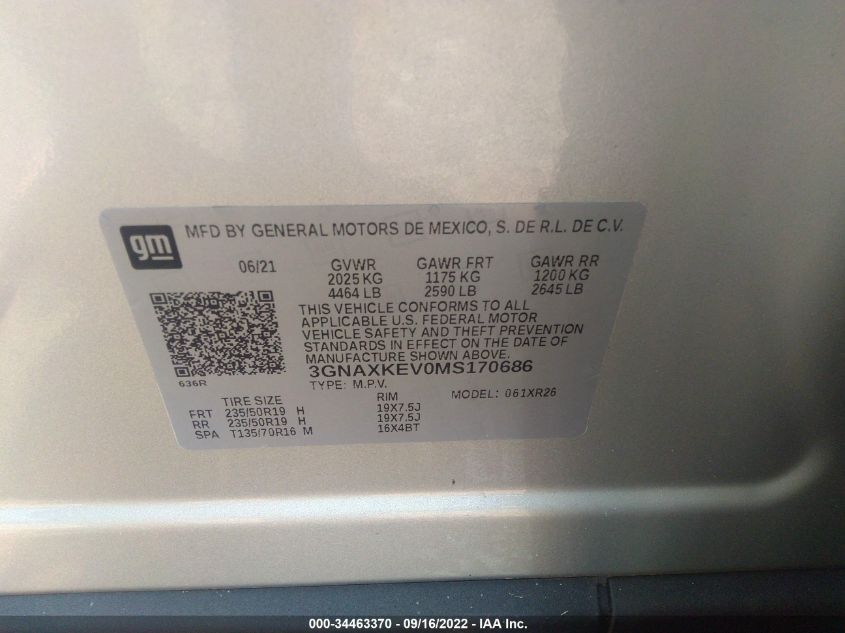 gm
MFD BY GENERAL MOTORS DE MEXICO, S. DE R.L. DE C.V.
06/21 GVWR GAWR FRT GAWR RR
2025 KG 1175 KG 1200 KG
4464 LB 2590 LB 2645 LB
THIS VEHICLE CONFORMS TO ALL
APPLICABLE U.S. FEDERAL MOTOR
VEHICLE SAFETY AND THEFT PREVENTION
STANDARDS IN EFFECT ON THE DATE OF
MANUFACTURE SHOWN ABOVE.
636R
3GNAXKEV0MS170686
TYPE: M.P.V. MODEL: 061XR26
TIRE SIZE RIM
FRT 235/50R19 H 19X7.5J
RR 235/50R19 H 19X7.5J
SPA T135/70R16 M 16X4BT
000-34463370 - 09/16/2022 - IAA Inc.